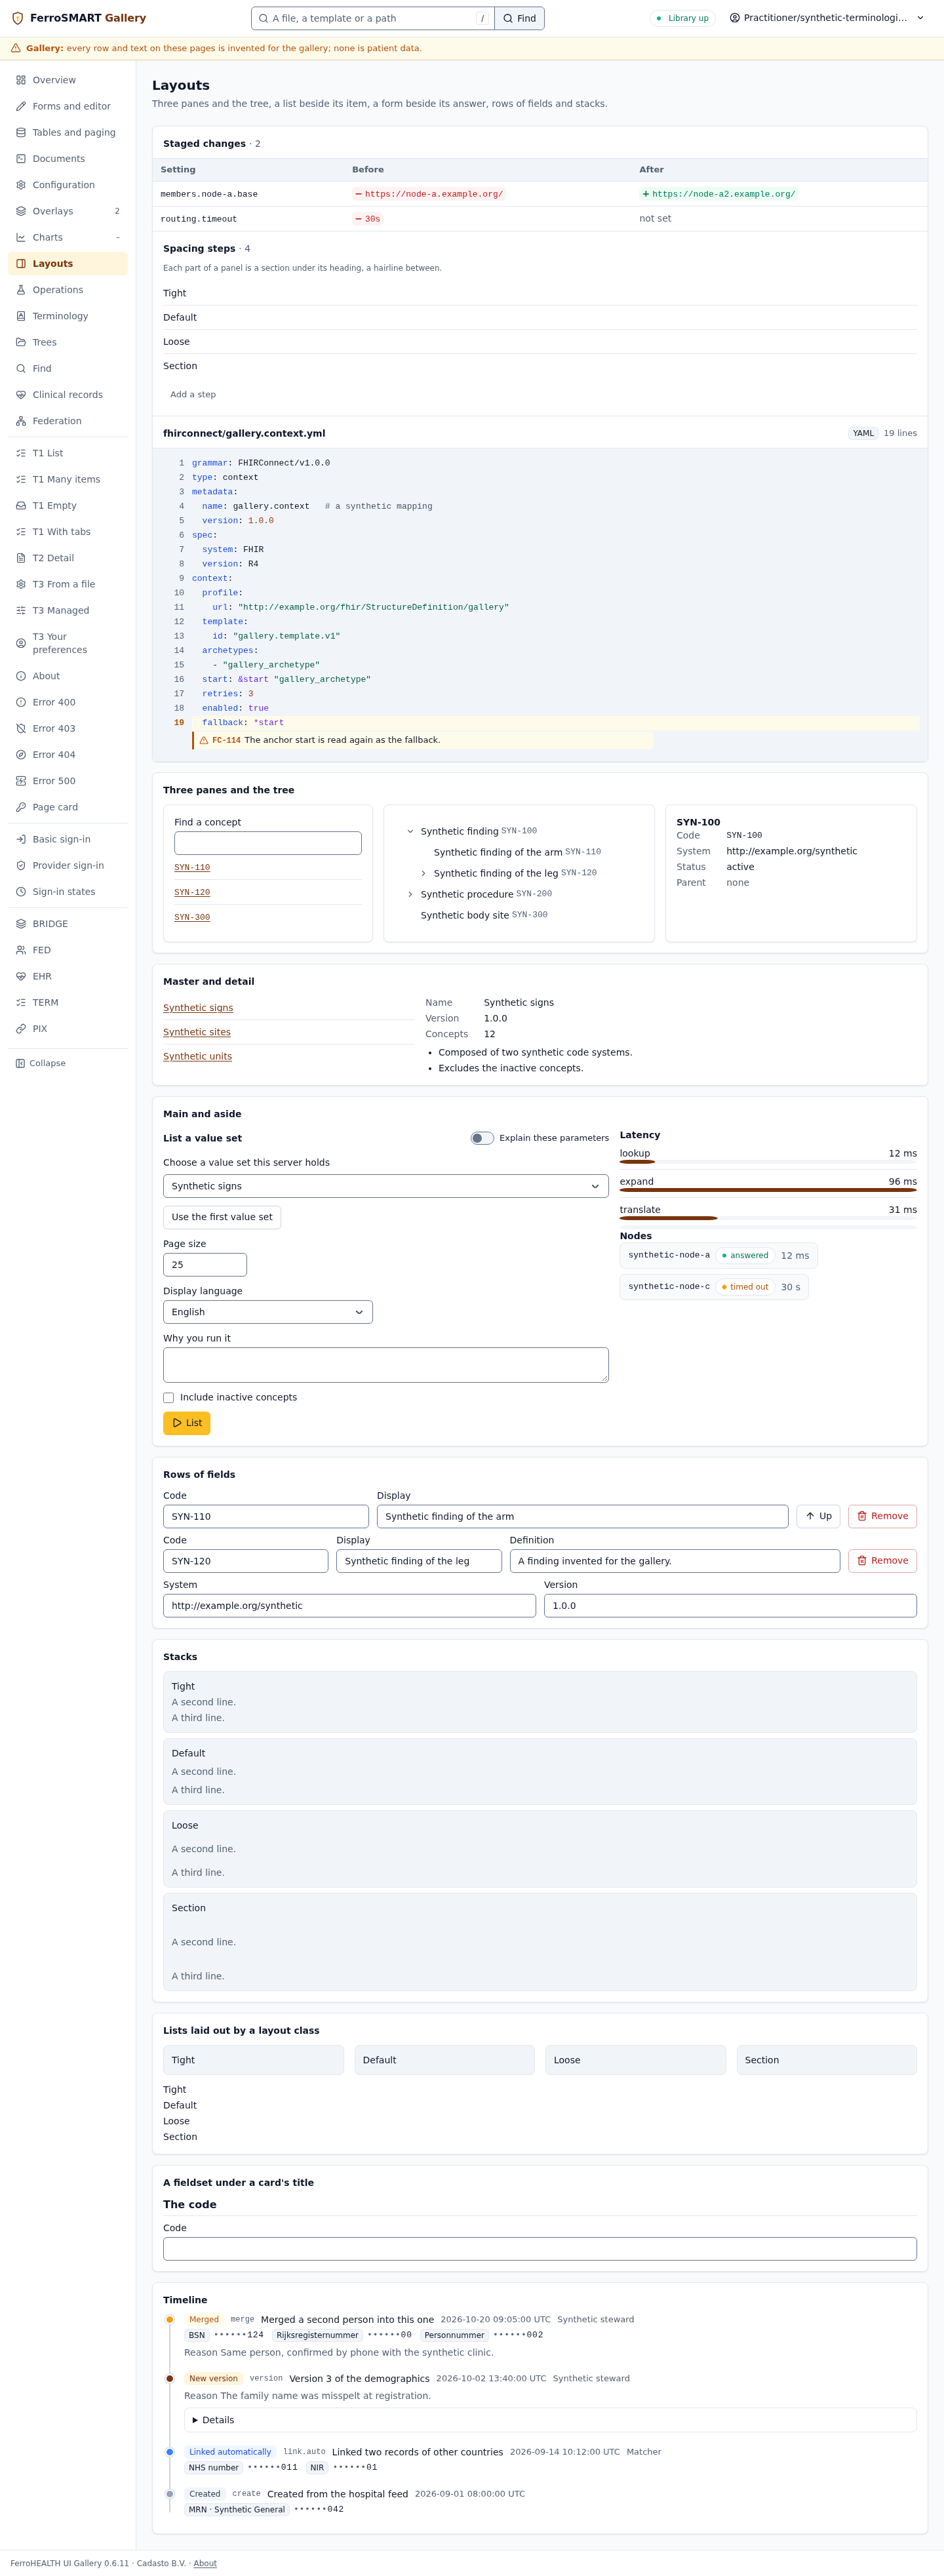 FerroSMART Gallery
A file, a template or a path
/
Find
Library up
Practitioner/synthetic-terminologi...
Gallery: every row and text on these pages is invented for the gallery; none is patient data.
Overview
Forms and editor
Tables and paging
Documents
Configuration
Overlays 2
Charts –
Layouts
Operations
Terminology
Trees
Find
Clinical records
Federation
T1 List
T1 Many items
T1 Empty
T1 With tabs
T2 Detail
T3 From a file
T3 Managed
T3 Your
preferences
About
Error 400
Error 403
Error 404
Error 500
Page card
Basic sign-in
Provider sign-in
Sign-in states
BRIDGE
FED
EHR
TERM
PIX
Collapse
Layouts
Three panes and the tree, a list beside its item, a form beside its answer, rows of fields and stacks.
Staged changes · 2
Setting Before After
members.node-a.base − https://node-a.example.org/ + https://node-a2.example.org/
routing.timeout − 30s not set
Spacing steps · 4
Each part of a panel is a section under its heading, a hairline between.
Tight
Default
Loose
Section
Add a step
fhirconnect/gallery.context.yml YAML 19 lines
1 grammar: FHIRConnect/v1.0.0
2 type: context
3 metadata:
4 name: gallery.context # a synthetic mapping
5 version: 1.0.0
6 spec:
7 system: FHIR
8 version: R4
9 context:
10 profile:
11 url: "http://example.org/fhir/StructureDefinition/gallery"
12 template:
13 id: "gallery.template.v1"
14 archetypes:
15 - "gallery_archetype"
16 start: &start "gallery_archetype"
17 retries: 3
18 enabled: true
19 fallback: *start
FC-114 The anchor start is read again as the fallback.
Three panes and the tree
Find a concept
SYN-110
SYN-120
SYN-300
Synthetic finding SYN-100
Synthetic finding of the arm SYN-110
Synthetic finding of the leg SYN-120
Synthetic procedure SYN-200
Synthetic body site SYN-300
SYN-100
Code SYN-100
System http://example.org/synthetic
Status active
Parent none
Master and detail
Synthetic signs
Synthetic sites
Synthetic units
Name Synthetic signs
Version 1.0.0
Concepts 12
• Composed of two synthetic code systems.
• Excludes the inactive concepts.
Main and aside
List a value set Explain these parameters
Choose a value set this server holds
Synthetic signs
Use the first value set
Page size
25
Display language
English
Why you run it
Include inactive concepts
List
Latency
lookup 12 ms
expand 96 ms
translate 31 ms
Nodes
synthetic-node-a answered 12 ms
synthetic-node-c timed out 30 s
Rows of fields
Code Display
SYN-110 Synthetic finding of the arm Up Remove
Code Display Definition
SYN-120 Synthetic finding of the leg A finding invented for the gallery. Remove
System Version
http://example.org/synthetic 1.0.0
Stacks
Tight
A second line.
A third line.
Default
A second line.
A third line.
Loose
A second line.
A third line.
Section
A second line.
A third line.
Lists laid out by a layout class
Tight Default Loose Section
Tight
Default
Loose
Section
A fieldset under a card's title
The code
Code
Timeline
Merged merge Merged a second person into this one 2026-10-20 09:05:00 UTC Synthetic steward
BSN ••••••124 Rijksregisternummer ••••••00 Personnummer ••••••002
Reason Same person, confirmed by phone with the synthetic clinic.
New version version Version 3 of the demographics 2026-10-02 13:40:00 UTC Synthetic steward
Reason The family name was misspelt at registration.
Details
Linked automatically link.auto Linked two records of other countries 2026-09-14 10:12:00 UTC Matcher
NHS number ••••••011 NIR ••••••01
Created create Created from the hospital feed 2026-09-01 08:00:00 UTC
MRN · Synthetic General ••••••042
FerroHEALTH UI Gallery 0.6.11 · Cadasto B.V. · About